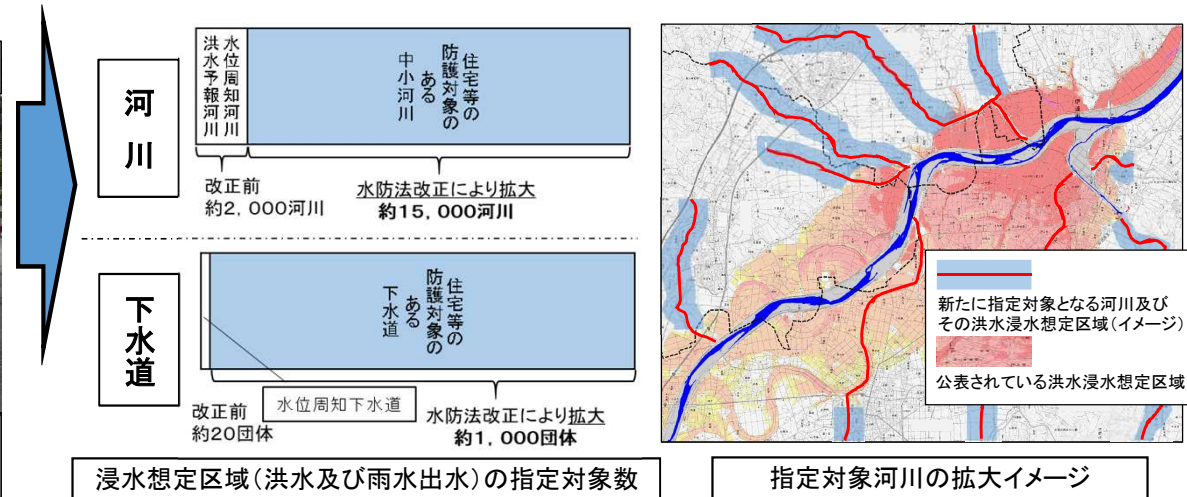 河川
洪水予報河川
水位周知河川
住宅等の
防護対象の
ある
中小河川
改正前
約2,000河川
水防法改正により拡大
約15,000河川
下水道
住宅等の
防護対象の
ある
下水道
改正前
約20団体
水位周知下水道
水防法改正により拡大
約1,000団体
浸水想定区域(洪水及び雨水出水)の指定対象数
新たに指定対象となる河川及び
その洪水浸水想定区域(イメージ)
公表されている洪水浸水想定区域
指定対象河川の拡大イメージ